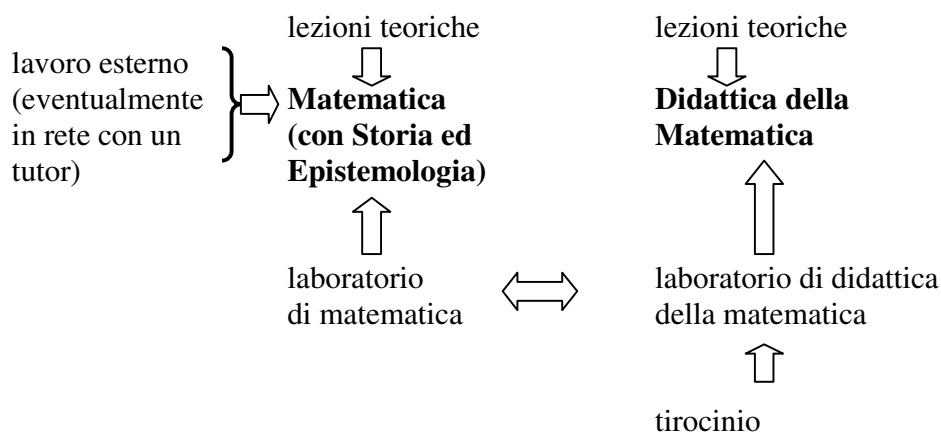 lezioni teoriche
lezioni teoriche
lavoro esterno
(eventualmente
in rete con un
tutor)
Matematica
(con Storia ed
Epistemologia)
Didattica della
Matematica
laboratorio
di matematica
laboratorio di didattica
della matematica
tirocinio